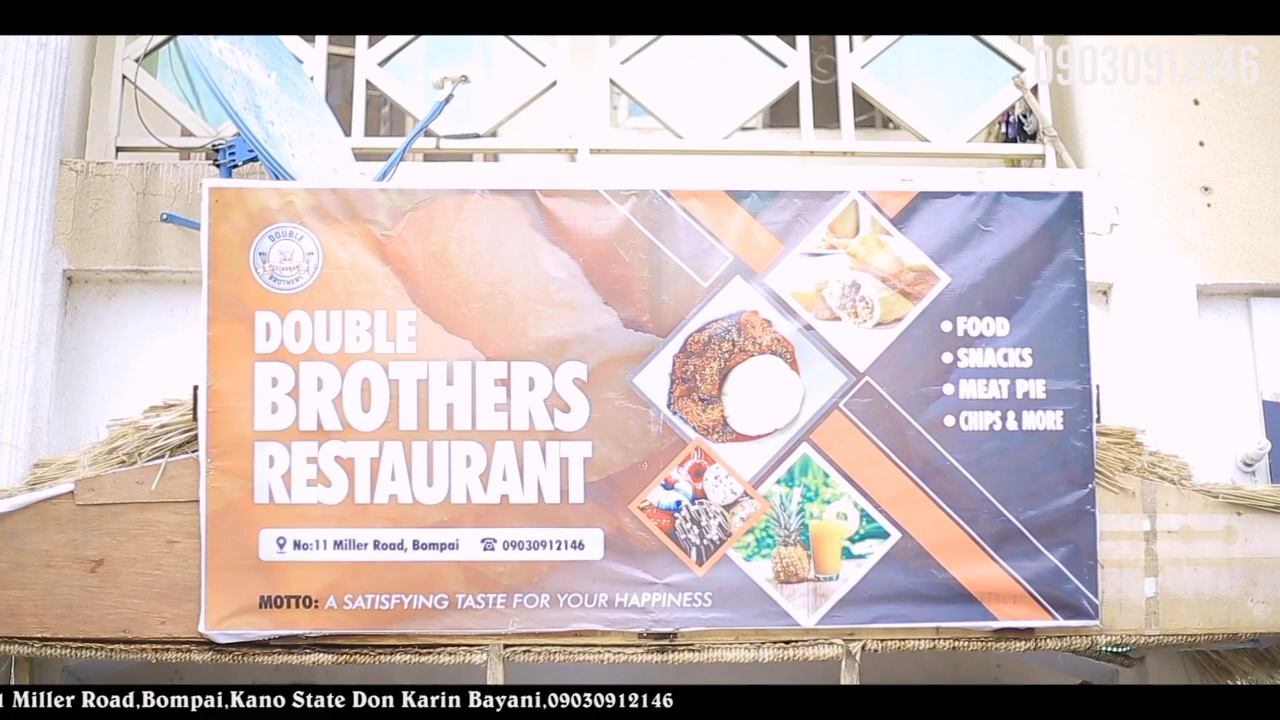 09030912146
DOUBLE
RESTAURANT
BROTHERS
DOUBLE
BROTHERS
RESTAURANT
No:11 Miller Road, Bompai 09030912146
MOTTO: A SATISFYING TASTE FOR YOUR HAPPINESS
• FOOD
• SNACKS
• MEAT PIE
• CHIPS & MORE
1 Miller Road,Bompai,Kano State Don Karin Bayani,09030912146